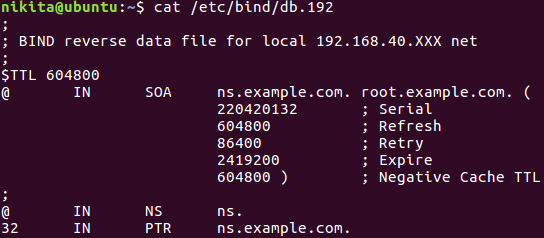 nikita@ubuntu:~$ cat /etc/bind/db.192
;
; BIND reverse data file for local 192.168.40.XXX net
;
$TTL 604800
@ IN SOA ns.example.com. root.example.com. (
220420132 ; Serial
604800 ; Refresh
86400 ; Retry
2419200 ; Expire
604800 ) ; Negative Cache TTL
;
@ IN NS ns.
32 IN PTR ns.example.com.